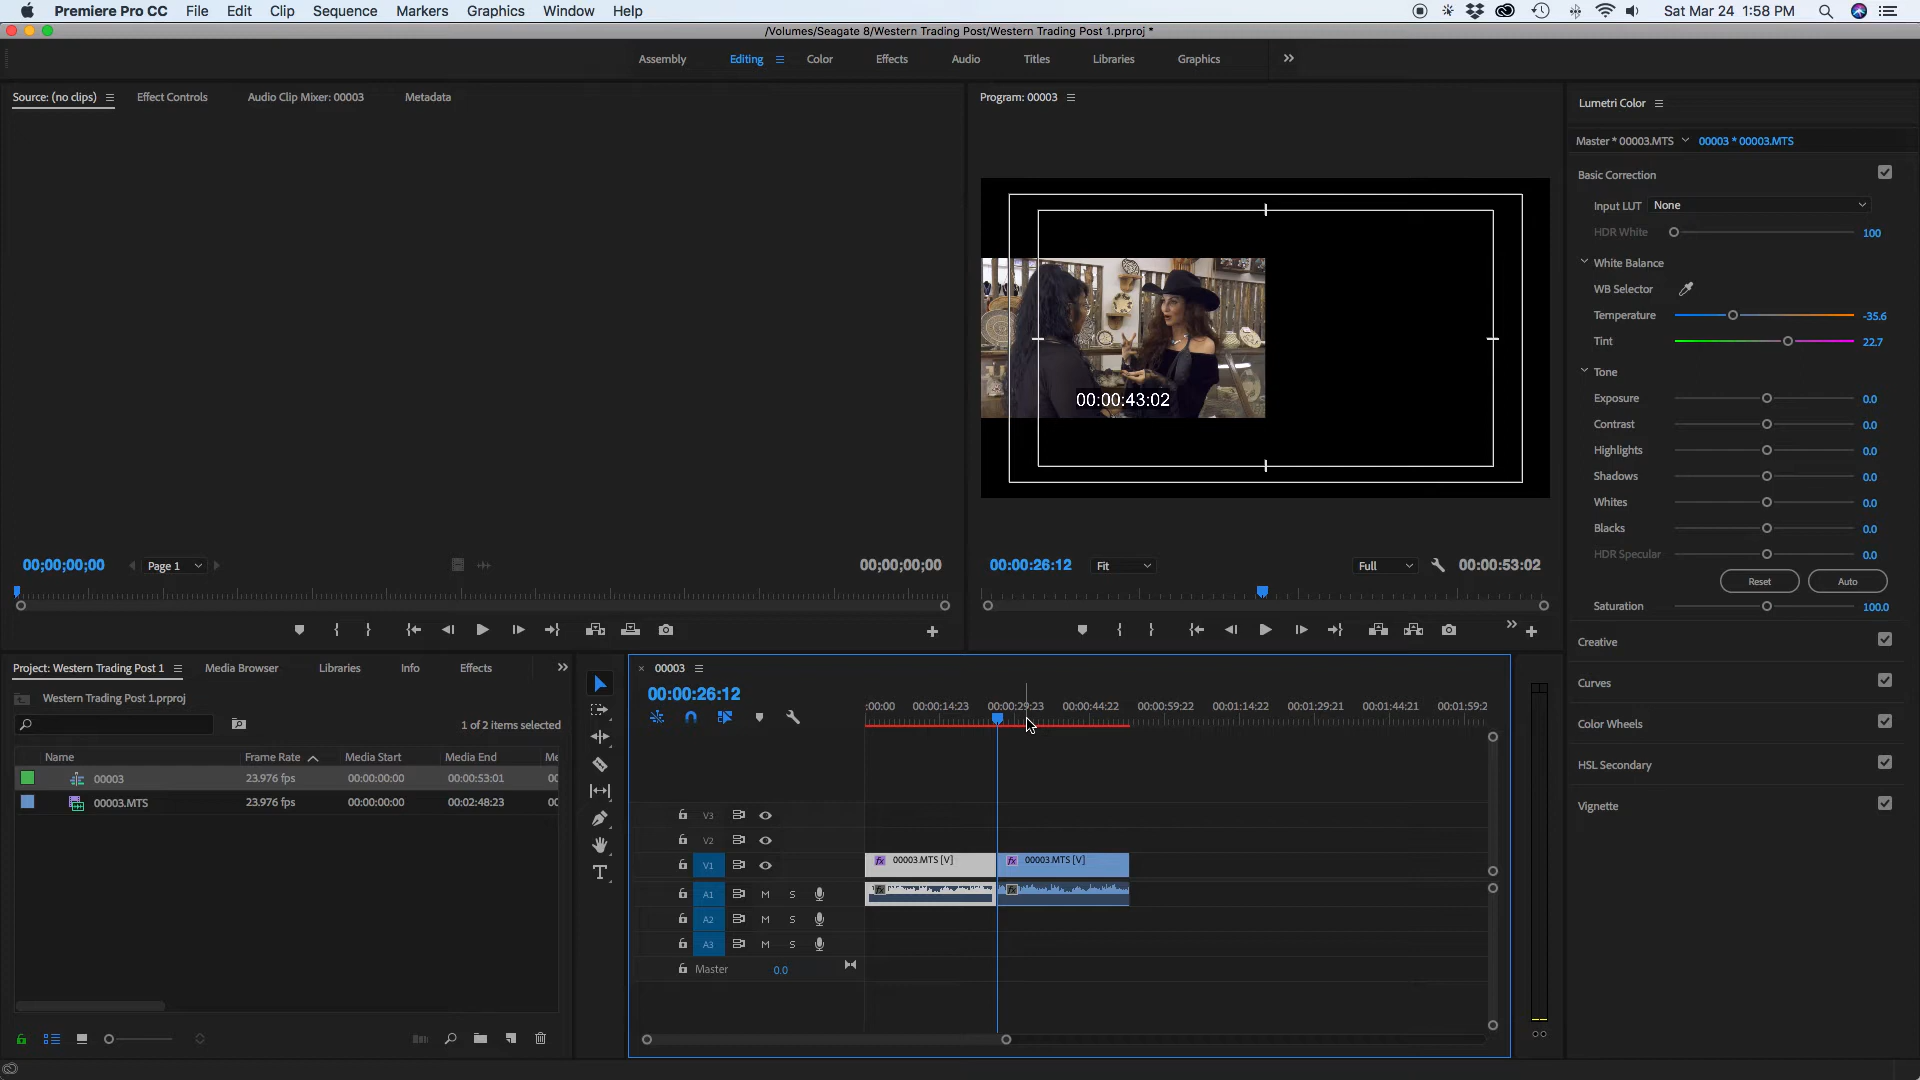 Premiere Pro CC File Edit Clip Sequence Markers Graphics Window Help Sat Mar 24 1:58 PM
/Volumes/Seagate 8/Western Trading Post/Western Trading Post 1.prproj *
Assembly Editing Color Effects Audio Titles Libraries Graphics
Source: (no clips) Effect Controls Audio Clip Mixer: 00003 Metadata
Program: 00003
Lumetri Color
Master * 00003.MTS 00003 * 00003.MTS
Basic Correction
Input LUT None
HDR White 100
White Balance
WB Selector
Temperature -35.6
Tint 22.7
Tone
Exposure 0.0
Contrast 0.0
Highlights 0.0
Shadows 0.0
Whites 0.0
Blacks 0.0
HDR Specular 0.0
Reset Auto
Saturation 100.0
Creative
Curves
Color Wheels
HSL Secondary
Vignette
00:00:43:02
00;00;00;00 Page 1 00;00;00;00
00:00:26:12 Fit Full 00:00:53:02
Project: Western Trading Post 1 Media Browser Libraries Info Effects
Western Trading Post 1.prproj
1 of 2 items selected
Name Frame Rate Media Start Media End Me
00003 23.976 fps 00:00:00:00 00:00:53:01 00
00003.MTS 23.976 fps 00:00:00:00 00:02:48:23 00
T
00003
00:00:26:12
:00:00 00:00:14:23 00:00:29:23 00:00:44:22 00:00:59:22 00:01:14:22 00:01:29:21 00:01:44:21 00:01:59:2
V3
V2
V1 fx 00003.MTS [V] fx 00003.MTS [V]
A1 M S fx fx
A2 M S
A3 M S
Master 0.0